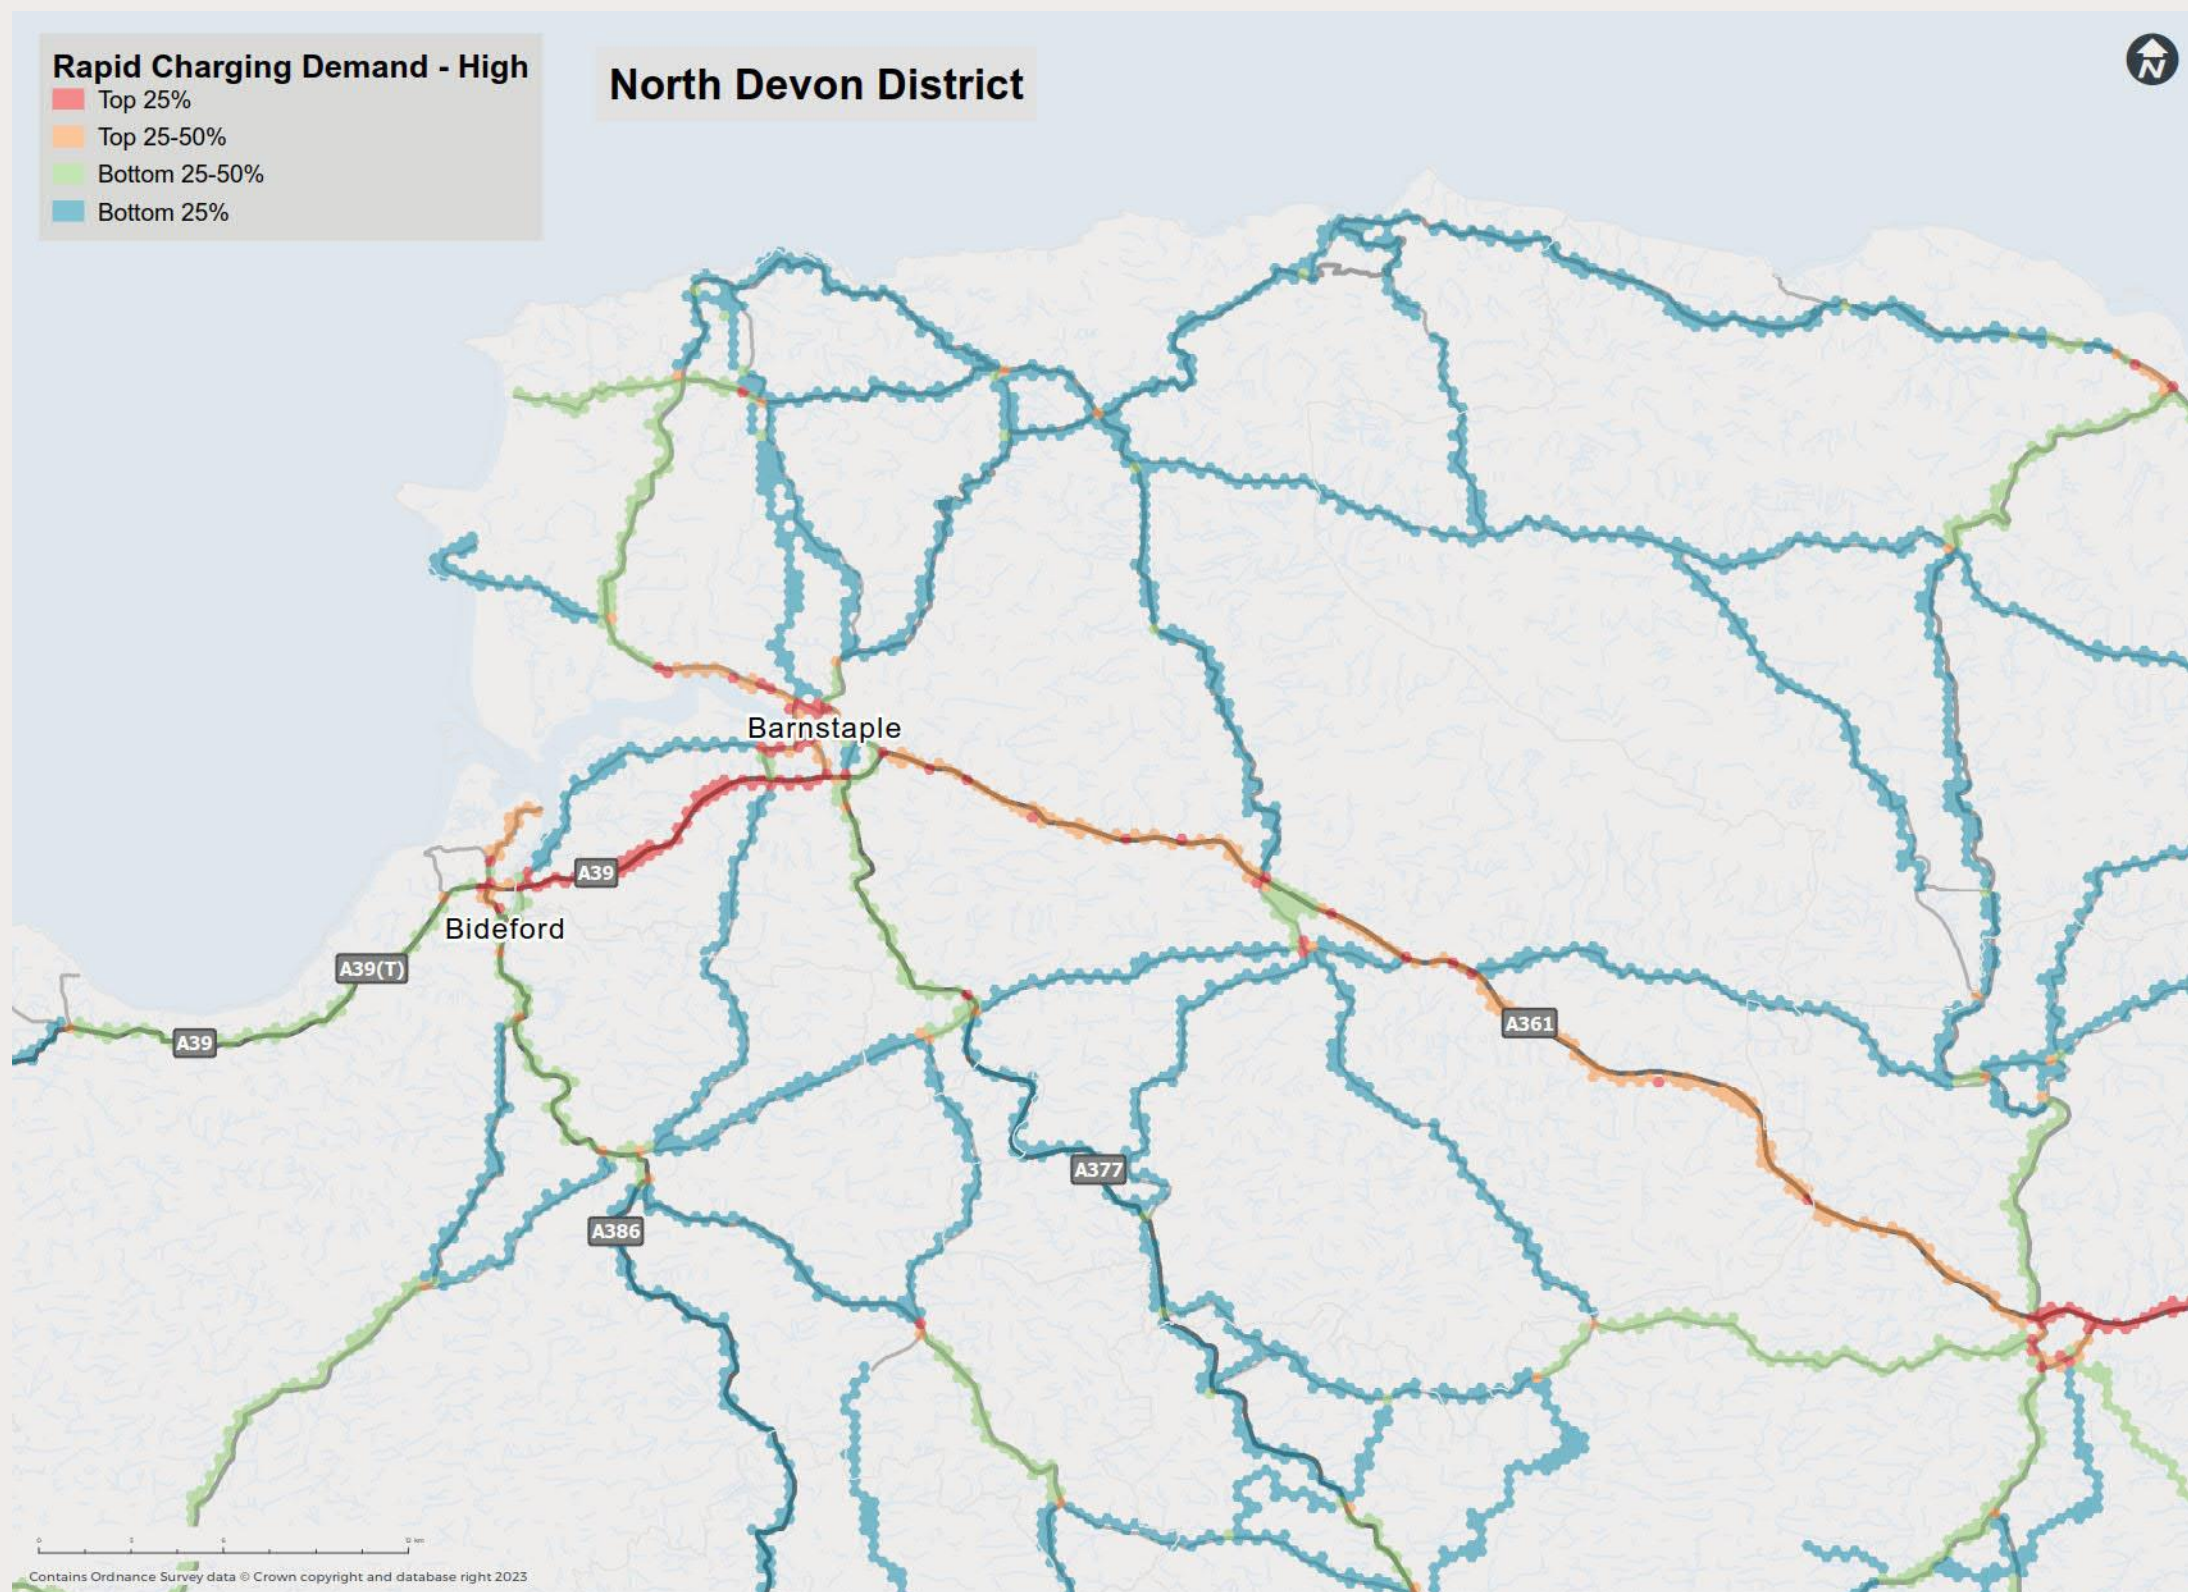 Rapid Charging Demand - High
Top 25%
Top 25-50%
Bottom 25-50%
Bottom 25%
North Devon District
N
Barnstaple
A39
Bideford
A39(T)
A39
A361
A377
A386
Contains Ordnance Survey data © Crown copyright and database right 2023